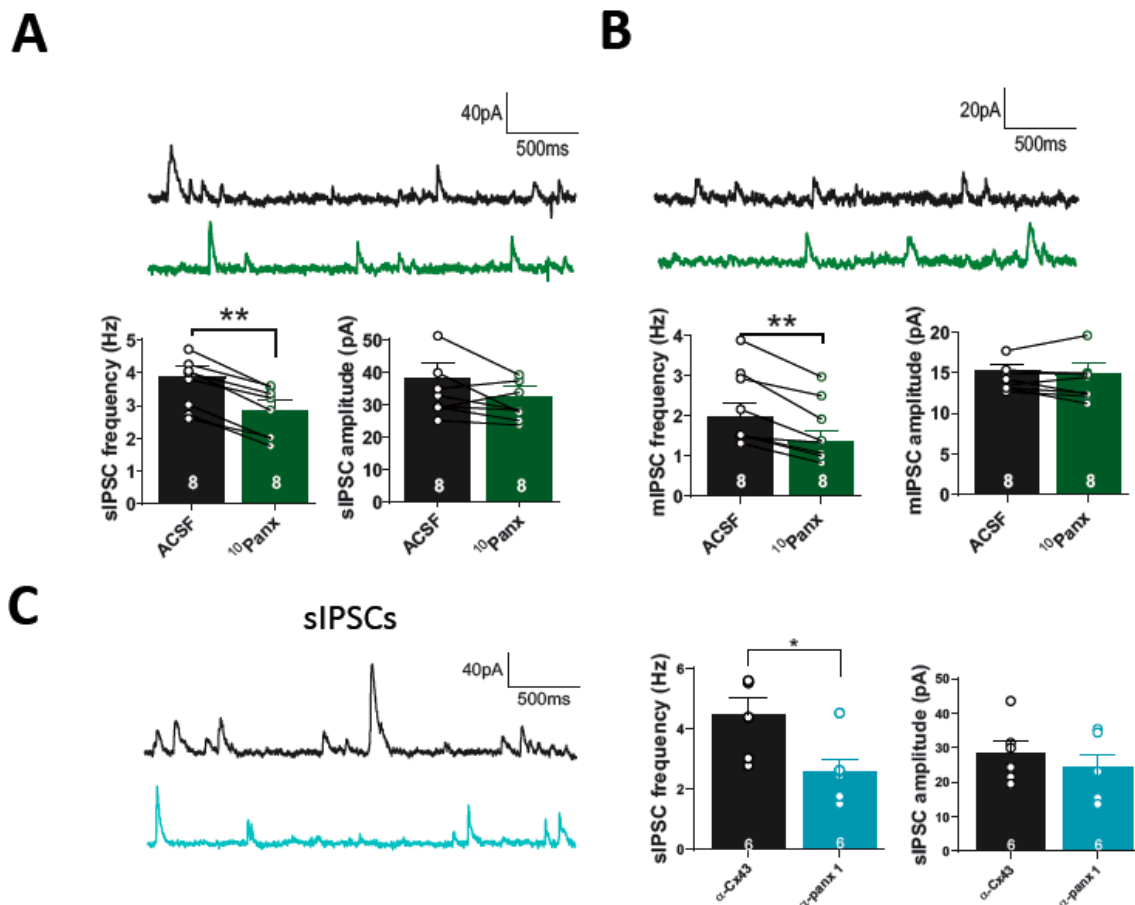 A
B
40pA
500ms
20pA
500ms
**
sIPSC frequency (Hz)
5
4
3
2
1
0
8
8
ACSF
¹⁰Panx
sIPSC amplitude (pA)
50
40
30
20
10
0
8
8
ACSF
¹⁰Panx
**
mIPSC frequency (Hz)
4
3
2
1
0
8
8
ACSF
¹⁰Panx
mIPSC amplitude (pA)
20
15
10
5
0
8
8
ACSF
¹⁰Panx
C
sIPSCs
40pA
500ms
*
sIPSC frequency (Hz)
6
4
2
0
6
6
α-Cx43
α-panx 1
sIPSC amplitude (pA)
50
40
30
20
10
0
6
6
α-Cx43
α-panx 1